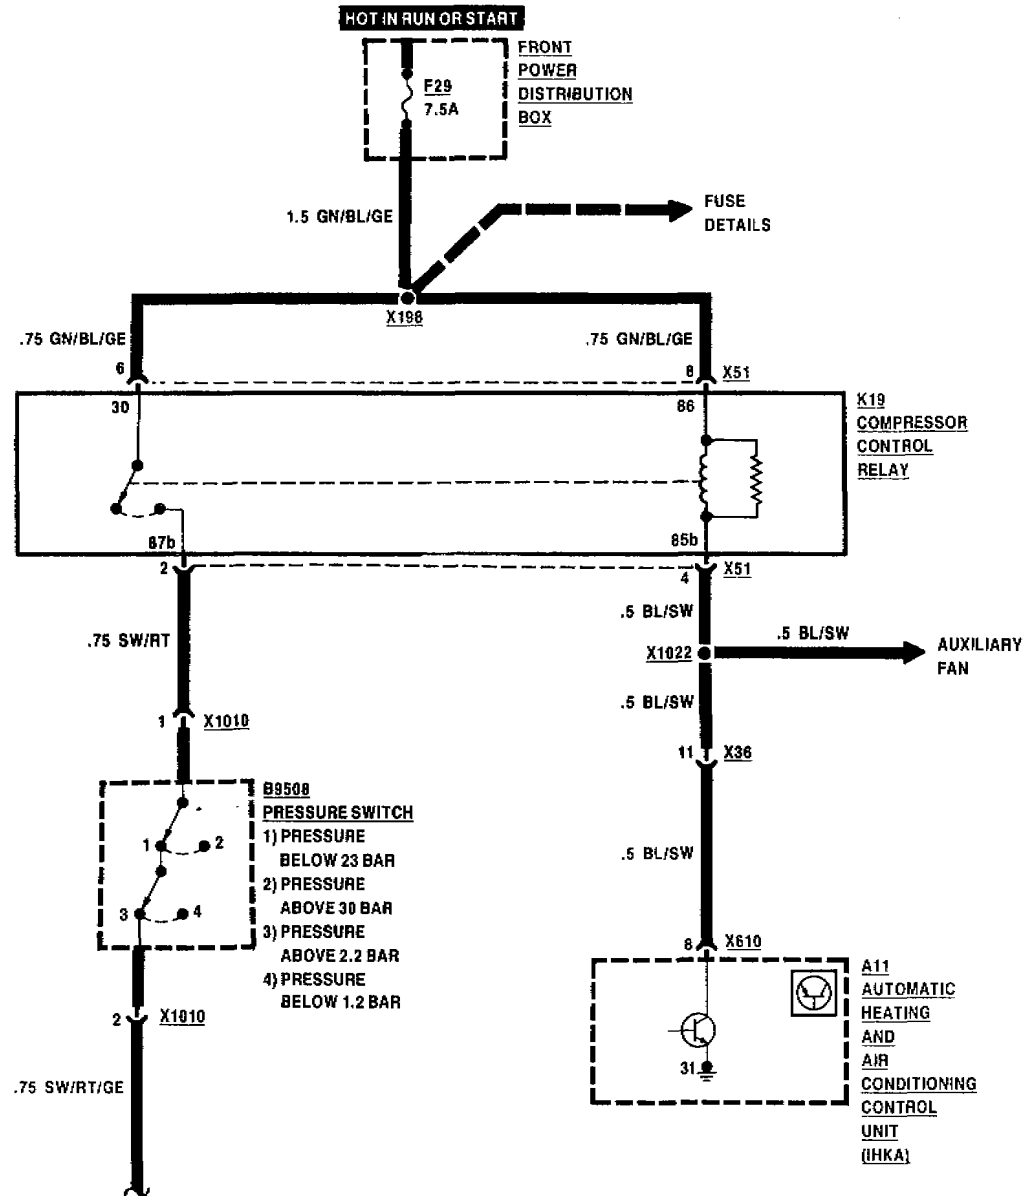 HOT IN RUN OR START
FRONT
POWER
DISTRIBUTION
BOX
F29
7.5A
1.5 GN/BL/GE
FUSE
DETAILS
X198
.75 GN/BL/GE
.75 GN/BL/GE
6
8
X51
30
86
K19
COMPRESSOR
CONTROL
RELAY
87b
85b
2
4
X51
.75 SW/RT
.5 BL/SW
X1022
.5 BL/SW
AUXILIARY
FAN
.5 BL/SW
1
X1010
11
X36
B9508
PRESSURE SWITCH
1) PRESSURE
BELOW 23 BAR
2) PRESSURE
ABOVE 30 BAR
3) PRESSURE
ABOVE 2.2 BAR
4) PRESSURE
BELOW 1.2 BAR
1
2
3
4
.5 BL/SW
8
X610
2
X1010
.75 SW/RT/GE
31
A11
AUTOMATIC
HEATING
AND
AIR
CONDITIONING
CONTROL
UNIT
(IHKA)